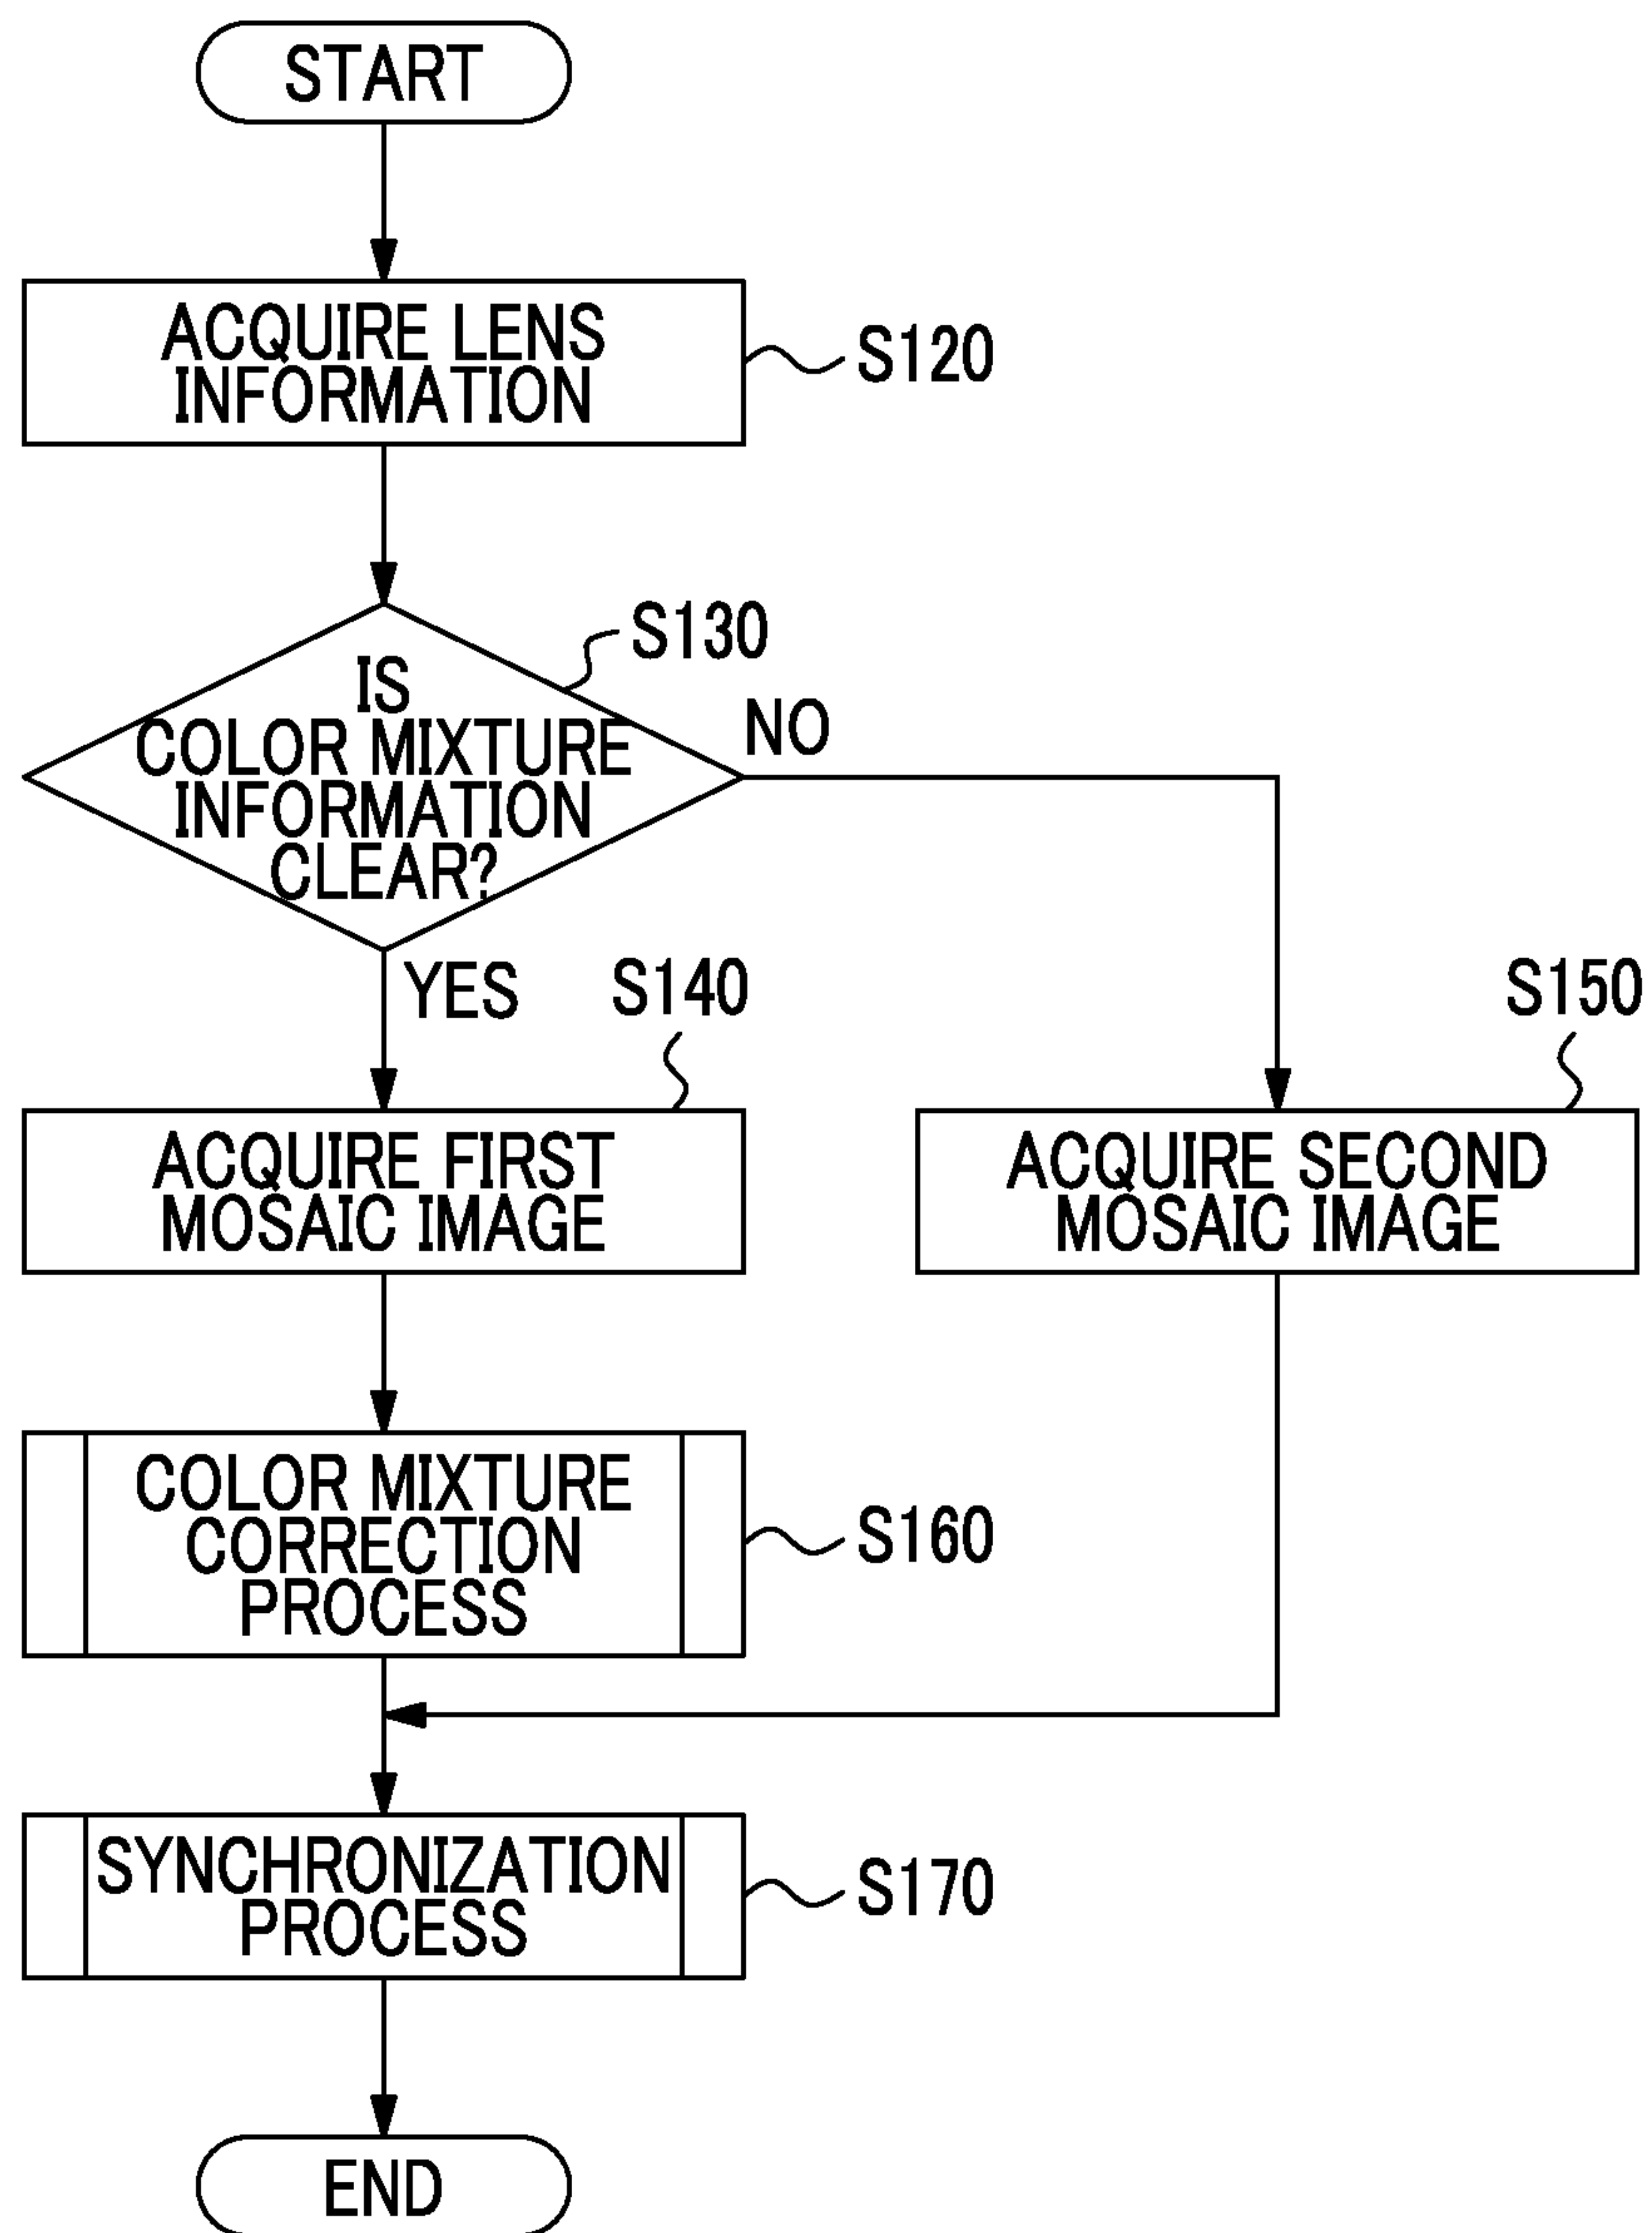 START
ACQUIRE LENS
INFORMATION
S120
S130
IS
COLOR MIXTURE
INFORMATION
CLEAR?
NO
YES
S140
S150
ACQUIRE FIRST
MOSAIC IMAGE
ACQUIRE SECOND
MOSAIC IMAGE
COLOR MIXTURE
CORRECTION
PROCESS
S160
SYNCHRONIZATION
PROCESS
S170
END